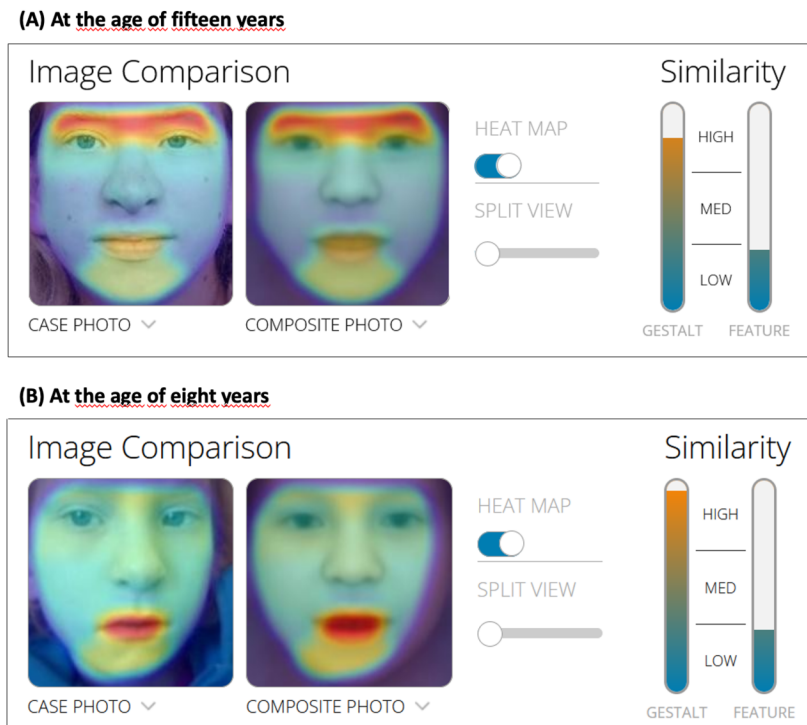 (A) At the age of fifteen years
Image Comparison
Similarity
HEAT MAP
SPLIT VIEW
HIGH
MED
LOW
CASE PHOTO
COMPOSITE PHOTO
GESTALT
FEATURE
(B) At the age of eight years
Image Comparison
Similarity
HEAT MAP
SPLIT VIEW
HIGH
MED
LOW
CASE PHOTO
COMPOSITE PHOTO
GESTALT
FEATURE